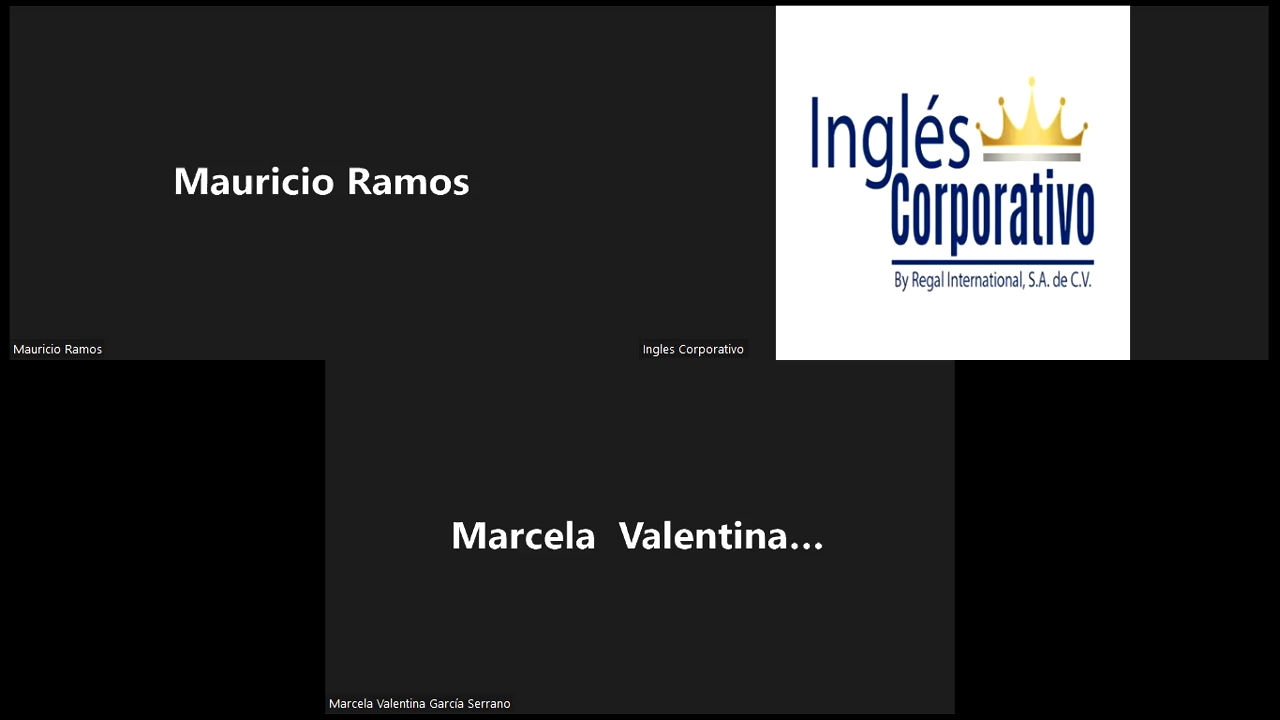 Mauricio Ramos
Mauricio Ramos
Inglés
Corporativo
By Regal International, S.A. de C.V.
Ingles Corporativo
Marcela  Valentina...
Marcela Valentina García Serrano